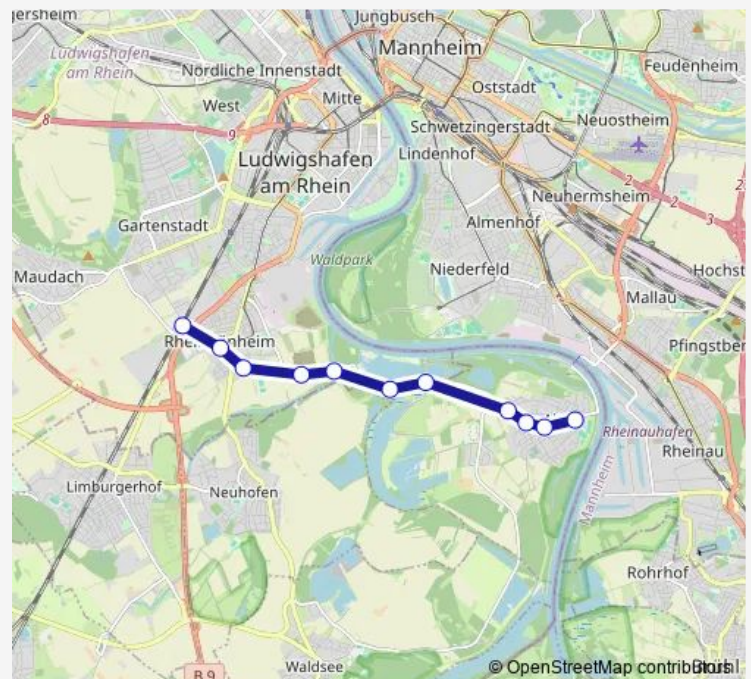 gersheim
Jungbusch
Mannheim
Ludwigshafen
am Rhein
Nördliche Innenstadt
Feudenheim
Oststadt
West
Mitte
8
9
Schwetzingerstadt
Neuostheim
Ludwigshafen
am Rhein
Lindenhof
2
2
2
3
Neuhermsheim
Gartenstadt
Almenhof
Waldpark
Niederfeld
Hochst
Maudach
Mallau
Pfingstber
Rheinauhafen
Rheinau
Limburgerhof
Neuhofen
Mannheim
Rohrhof
Waldsee
B 9
© OpenStreetMap contributors